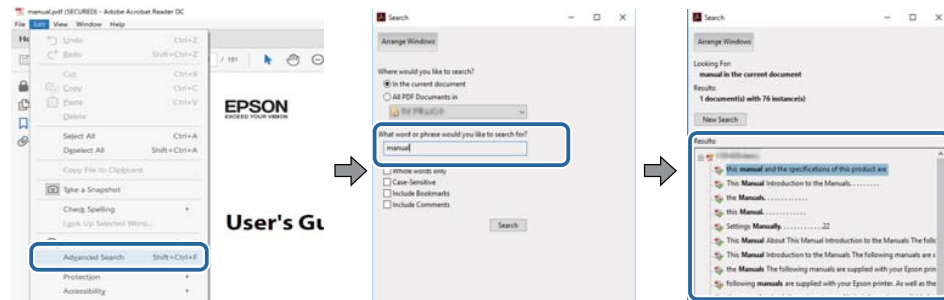 manual.pdf (SECURED) - Adobe Acrobat Reader DC
File Edit View Window Help
Undo Ctrl+Z
Redo Shift+Ctrl+Z
Cut Ctrl+X
Copy Ctrl+C
Paste Ctrl+V
Delete
Select All Ctrl+A
Deselect All Shift+Ctrl+A
Copy File to Clipboard
Take a Snapshot
Check Spelling
Look Up Selected Word...
Advanced Search Shift+Ctrl+F
Protection
Accessibility
/ 191
EPSON
EXCEED YOUR VISION
User's Gu
Search
Arrange Windows
Where would you like to search?
In the current document
All PDF Documents in
What word or phrase would you like to search for?
manual
Whole words only
Case-Sensitive
Include Bookmarks
Include Comments
Search
Search
Arrange Windows
Looking For:
manual in the current document
Results:
1 document(s) with 76 instance(s)
New Search
Results:
this manual and the specifications of this product are
This Manual Introduction to the Manuals. . . . . . . . .
the Manuals. . . . . . . . . . . . .
this Manual. . . . . . . . . . . . .
Settings Manually. . . . . . . . . . . . .22
This Manual About This Manual Introduction to the Manuals The follo
This Manual Introduction to the Manuals The following manuals are s
the Manuals The following manuals are supplied with your Epson prin
following manuals are supplied with your Epson printer. As well as the